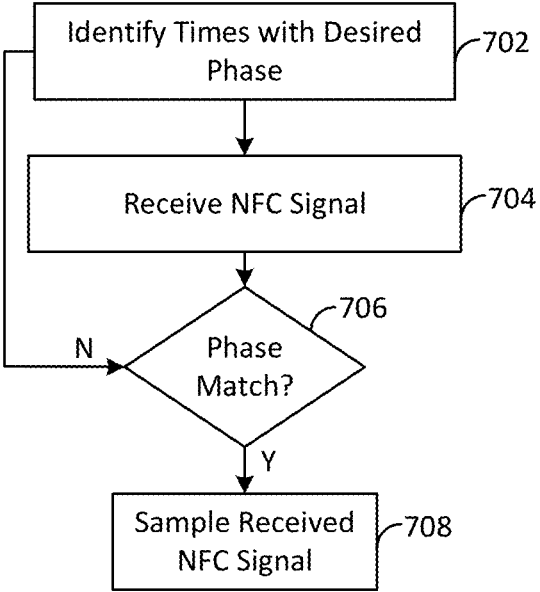 Identify Times with Desired
Phase
702
Receive NFC Signal
704
706
Phase
Match?
N
Y
Sample Received
NFC Signal
708